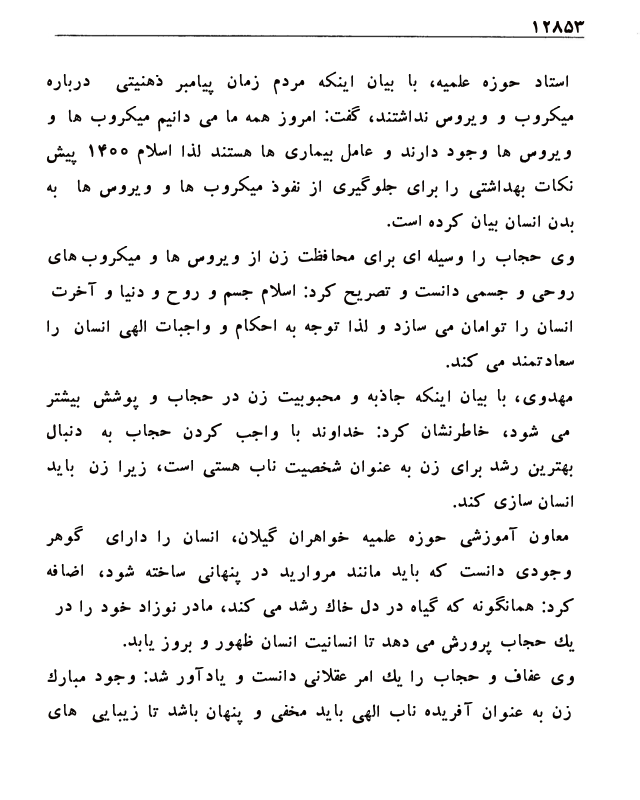 ۱۲۸۵۳
استاد حوزه علمیه، با بیان اینکه مردم زمان پیامبر ذهنیتی درباره
میکروب و ویروس نداشتند، گفت: امروز همه ما می دانیم میکروب ها و
ویروس ها وجود دارند و عامل بیماری ها هستند لذا اسلام ۱۴۰۰ پیش
نکات بهداشتی را برای جلوگیری از نفوذ میکروب ها و ویروس ها به
بدن انسان بیان کرده است.
وی حجاب را وسیله ای برای محافظت زن از ویروس ها و میکروب های
روحی و جسمی دانست و تصریح کرد: اسلام جسم و روح و دنیا و آخرت
انسان را توامان می سازد و لذا توجه به احکام و واجبات الهی انسان را
سعادتمند می کند.
مهدوی، با بیان اینکه جاذبه و محبوبیت زن در حجاب و پوشش بیشتر
می شود، خاطرنشان کرد: خداوند با واجب کردن حجاب به دنبال
بهترین رشد برای زن به عنوان شخصیت ناب هستی است، زیرا زن باید
انسان سازی کند.
معاون آموزشی حوزه علمیه خواهران گیلان، انسان را دارای گوهر
وجودی دانست که باید مانند مروارید در پنهانی ساخته شود، اضافه
کرد: همانگونه که گیاه در دل خاك رشد می کند، مادر نوزاد خود را در
یك حجاب پرورش می دهد تا انسانیت انسان ظهور و بروز یابد.
وی عفاف و حجاب را یك امر عقلانی دانست و یادآور شد: وجود مبارك
زن به عنوان آفریده ناب الهی باید مخفی و پنهان باشد تا زیبایی های